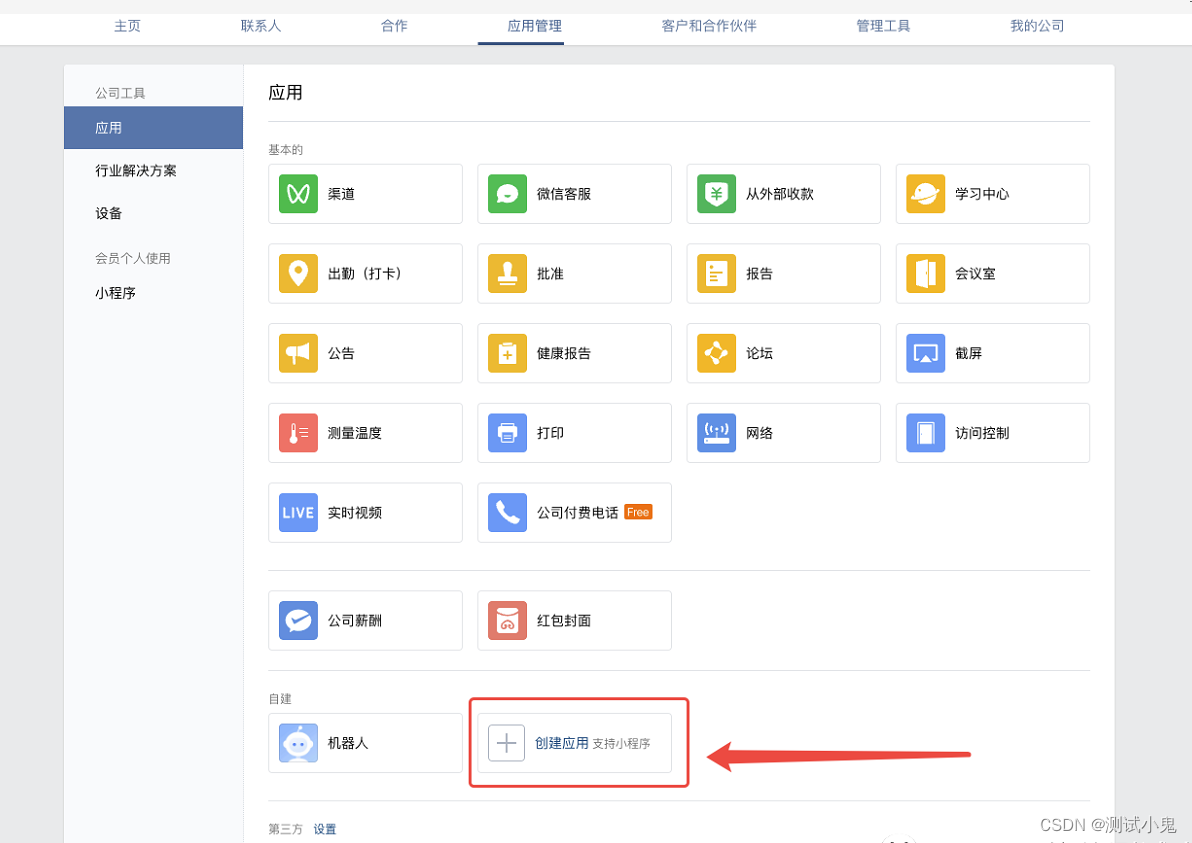 主页 联系人 合作 应用管理 客户和合作伙伴 管理工具 我的公司
公司工具
应用
行业解决方案
设备
会员个人使用
小程序
应用
基本的
渠道 微信客服 从外部收款 学习中心
出勤（打卡） 批准 报告 会议室
公告 健康报告 论坛 截屏
测量温度 打印 网络 访问控制
LIVE 实时视频 公司付费电话 Free
公司薪酬 红包封面
自建
机器人 创建应用 支持小程序
第三方 设置
CSDN @测试小鬼